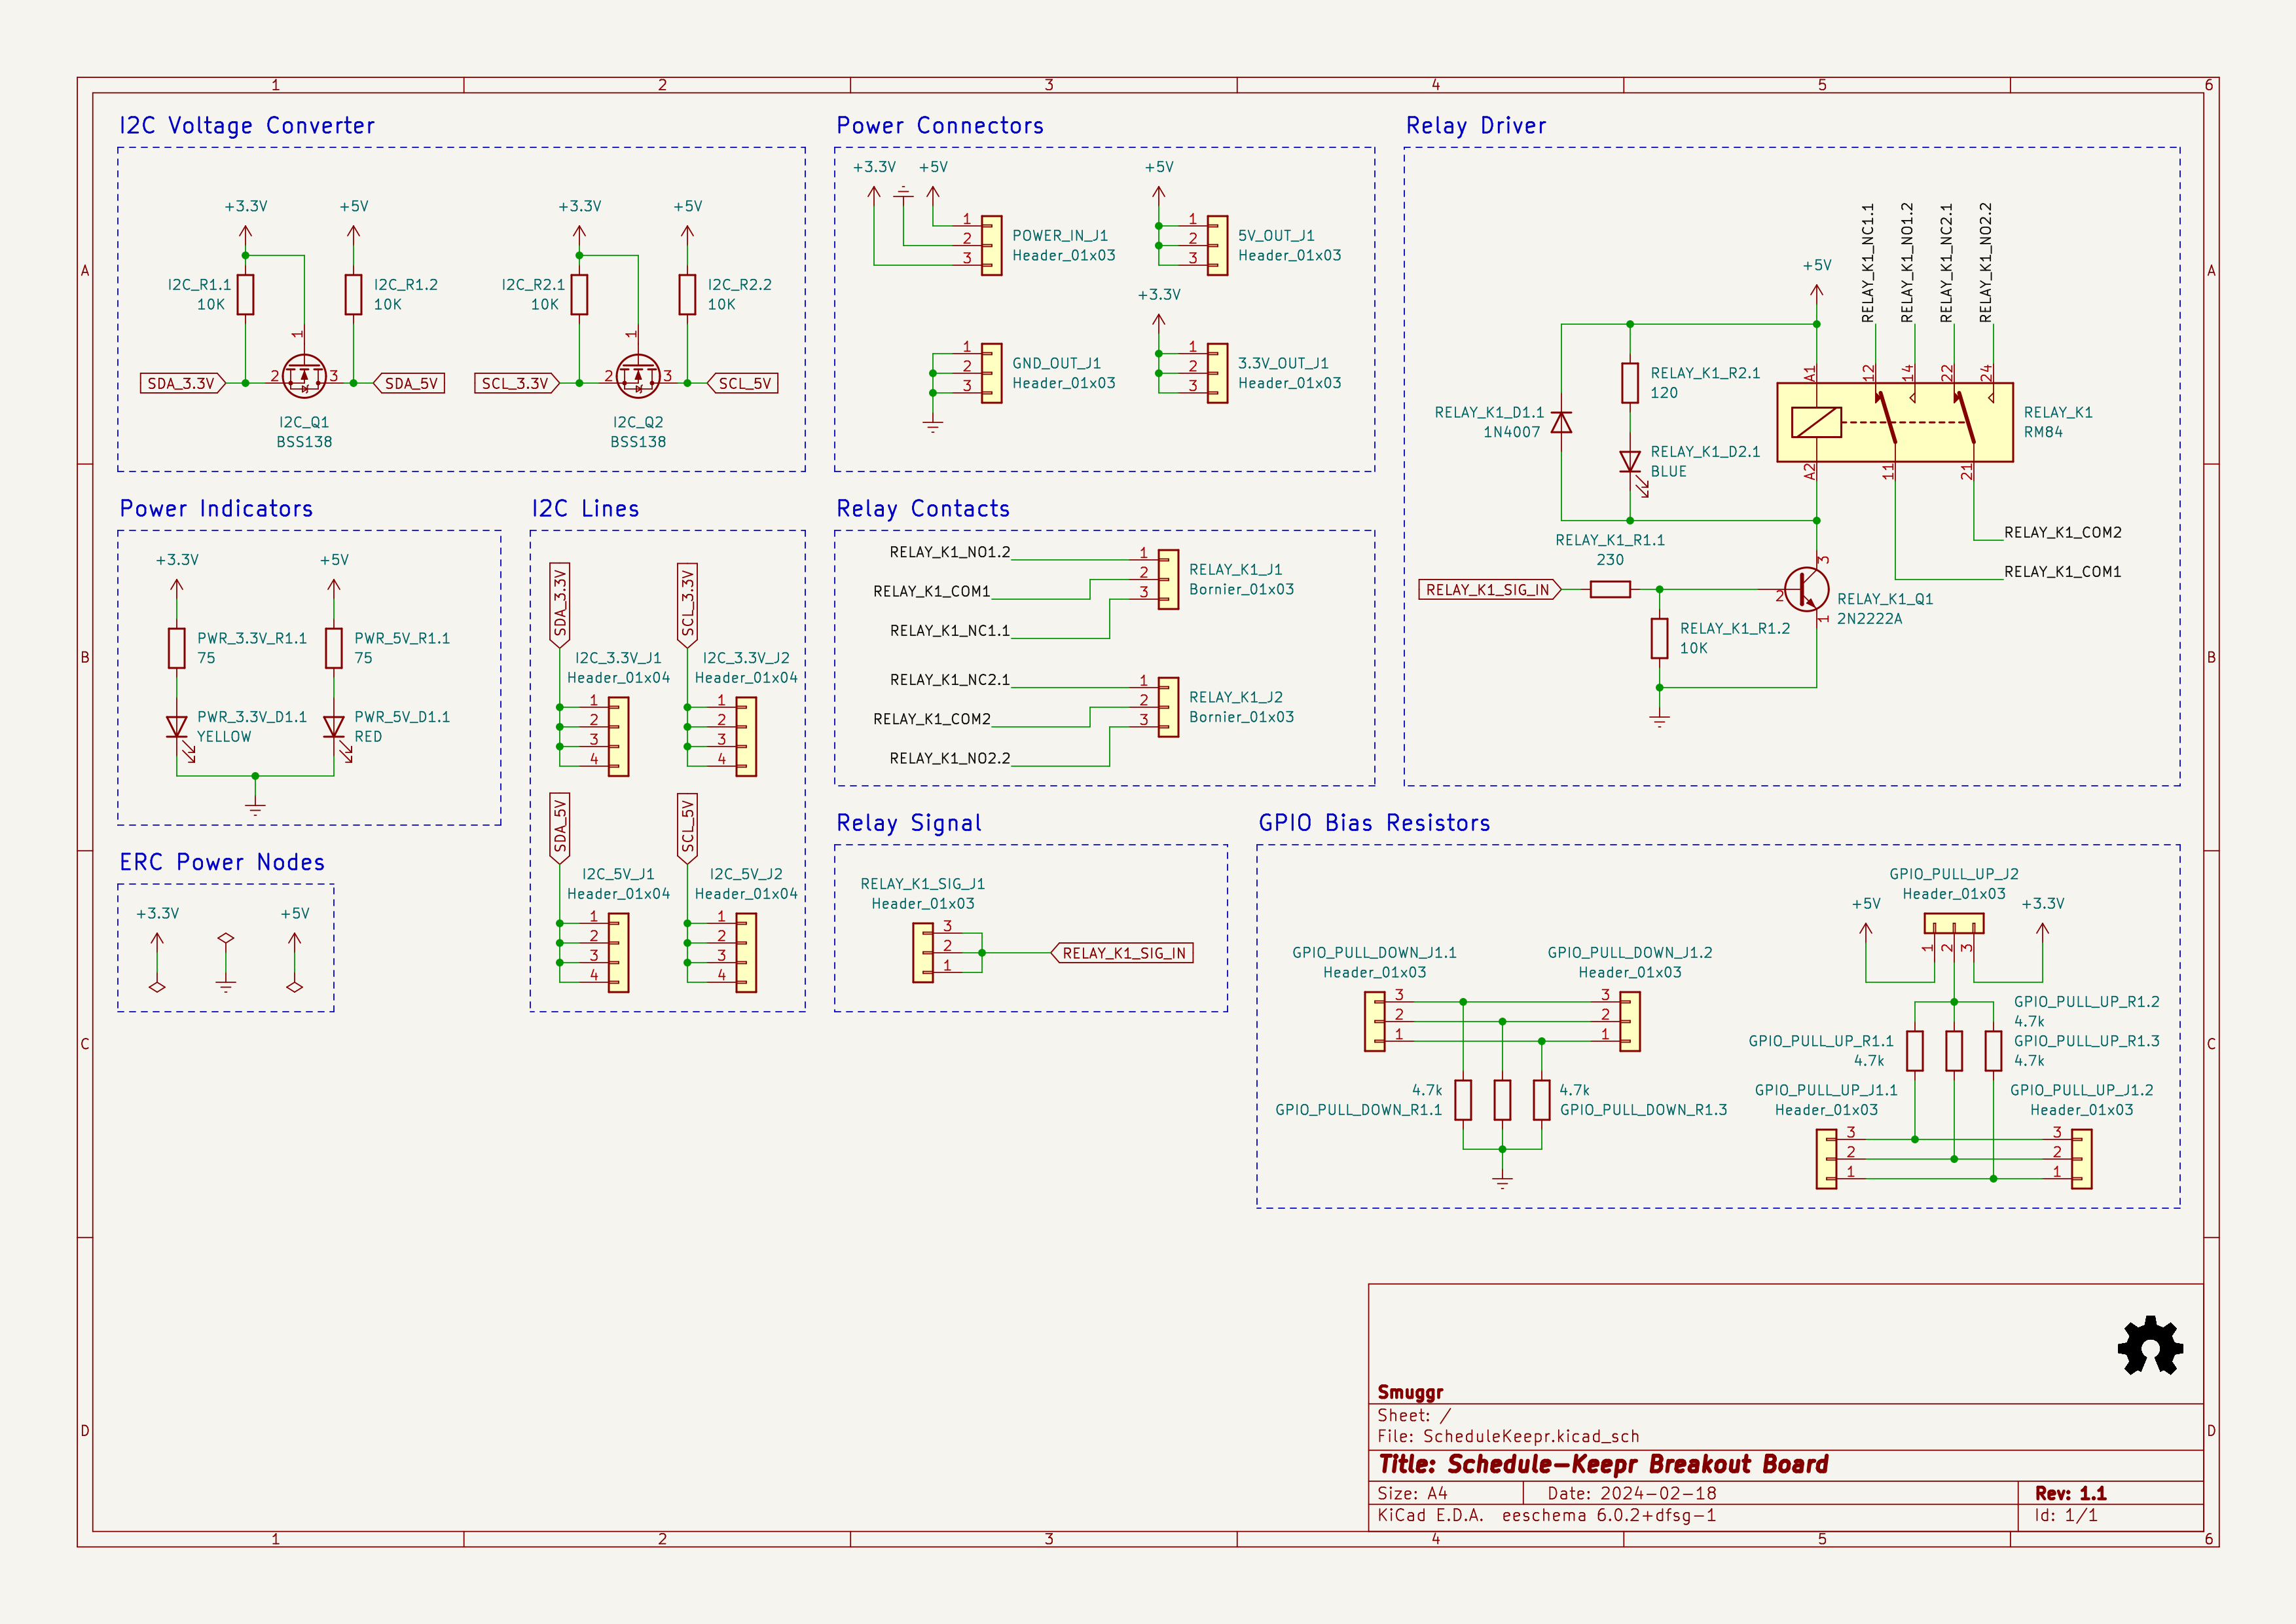 1 2 3 4 5 6
A
B
C
D
I2C Voltage Converter
+3.3V +5V
I2C_R1.1
10K
I2C_R1.2
10K
1
SDA_3.3V 2 3 SDA_5V
I2C_Q1
BSS138
+3.3V +5V
I2C_R2.1
10K
I2C_R2.2
10K
1
SCL_3.3V 2 3 SCL_5V
I2C_Q2
BSS138
Power Connectors
+3.3V +5V
1
2
3
POWER_IN_J1
Header_01x03
+5V
1
2
3
5V_OUT_J1
Header_01x03
1
2
3
GND_OUT_J1
Header_01x03
+3.3V
1
2
3
3.3V_OUT_J1
Header_01x03
Relay Driver
RELAY_K1_NC1.1
RELAY_K1_NO1.2
RELAY_K1_NC2.1
RELAY_K1_NO2.2
+5V
A1 12 14 22 24
RELAY_K1_R2.1
120
RELAY_K1_D1.1
1N4007
RELAY_K1
RM84
RELAY_K1_D2.1
BLUE
A2 11 21
RELAY_K1_COM2
RELAY_K1_COM1
RELAY_K1_R1.1
230
RELAY_K1_SIG_IN
3
2
1
RELAY_K1_Q1
2N2222A
RELAY_K1_R1.2
10K
Power Indicators
+3.3V +5V
PWR_3.3V_R1.1
75
PWR_5V_R1.1
75
PWR_3.3V_D1.1
YELLOW
PWR_5V_D1.1
RED
I2C Lines
SDA_3.3V
SCL_3.3V
I2C_3.3V_J1
Header_01x04
1
2
3
4
I2C_3.3V_J2
Header_01x04
1
2
3
4
SDA_5V
SCL_5V
I2C_5V_J1
Header_01x04
1
2
3
4
I2C_5V_J2
Header_01x04
1
2
3
4
Relay Contacts
RELAY_K1_NO1.2
RELAY_K1_COM1
RELAY_K1_NC1.1
1
2
3
RELAY_K1_J1
Bornier_01x03
RELAY_K1_NC2.1
RELAY_K1_COM2
RELAY_K1_NO2.2
1
2
3
RELAY_K1_J2
Bornier_01x03
ERC Power Nodes
+3.3V +5V
Relay Signal
RELAY_K1_SIG_J1
Header_01x03
3
2
1
RELAY_K1_SIG_IN
GPIO Bias Resistors
GPIO_PULL_DOWN_J1.1
Header_01x03
3
2
1
GPIO_PULL_DOWN_J1.2
Header_01x03
3
2
1
4.7k
GPIO_PULL_DOWN_R1.1
4.7k
GPIO_PULL_DOWN_R1.3
GPIO_PULL_UP_J2
Header_01x03
+5V +3.3V
1 2 3
GPIO_PULL_UP_R1.2
4.7k
GPIO_PULL_UP_R1.1
4.7k
GPIO_PULL_UP_R1.3
4.7k
GPIO_PULL_UP_J1.1
Header_01x03
3
2
1
GPIO_PULL_UP_J1.2
Header_01x03
3
2
1
A
B
C
D
Smuggr
Sheet: /
File: ScheduleKeepr.kicad_sch
Title: Schedule-Keepr Breakout Board
Size: A4 Date: 2024-02-18 Rev: 1.1
KiCad E.D.A. eeschema 6.0.2+dfsg-1 Id: 1/1
1 2 3 4 5 6